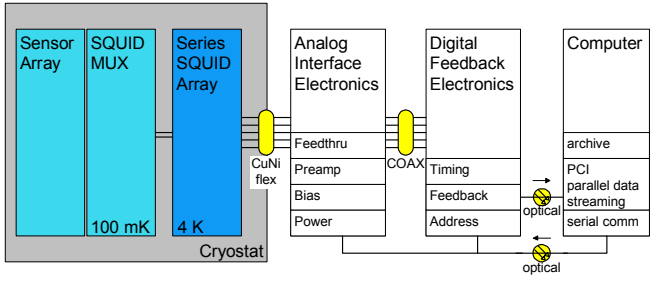 Sensor
Array
SQUID
MUX
100 mK
Series
SQUID
Array
4 K
Cryostat
CuNi
flex
Analog
Interface
Electronics
Feedthru
Preamp
Bias
Power
COAX
Digital
Feedback
Electronics
Timing
Feedback
Address
optical
optical
Computer
archive
PCI
parallel data
streaming
serial comm